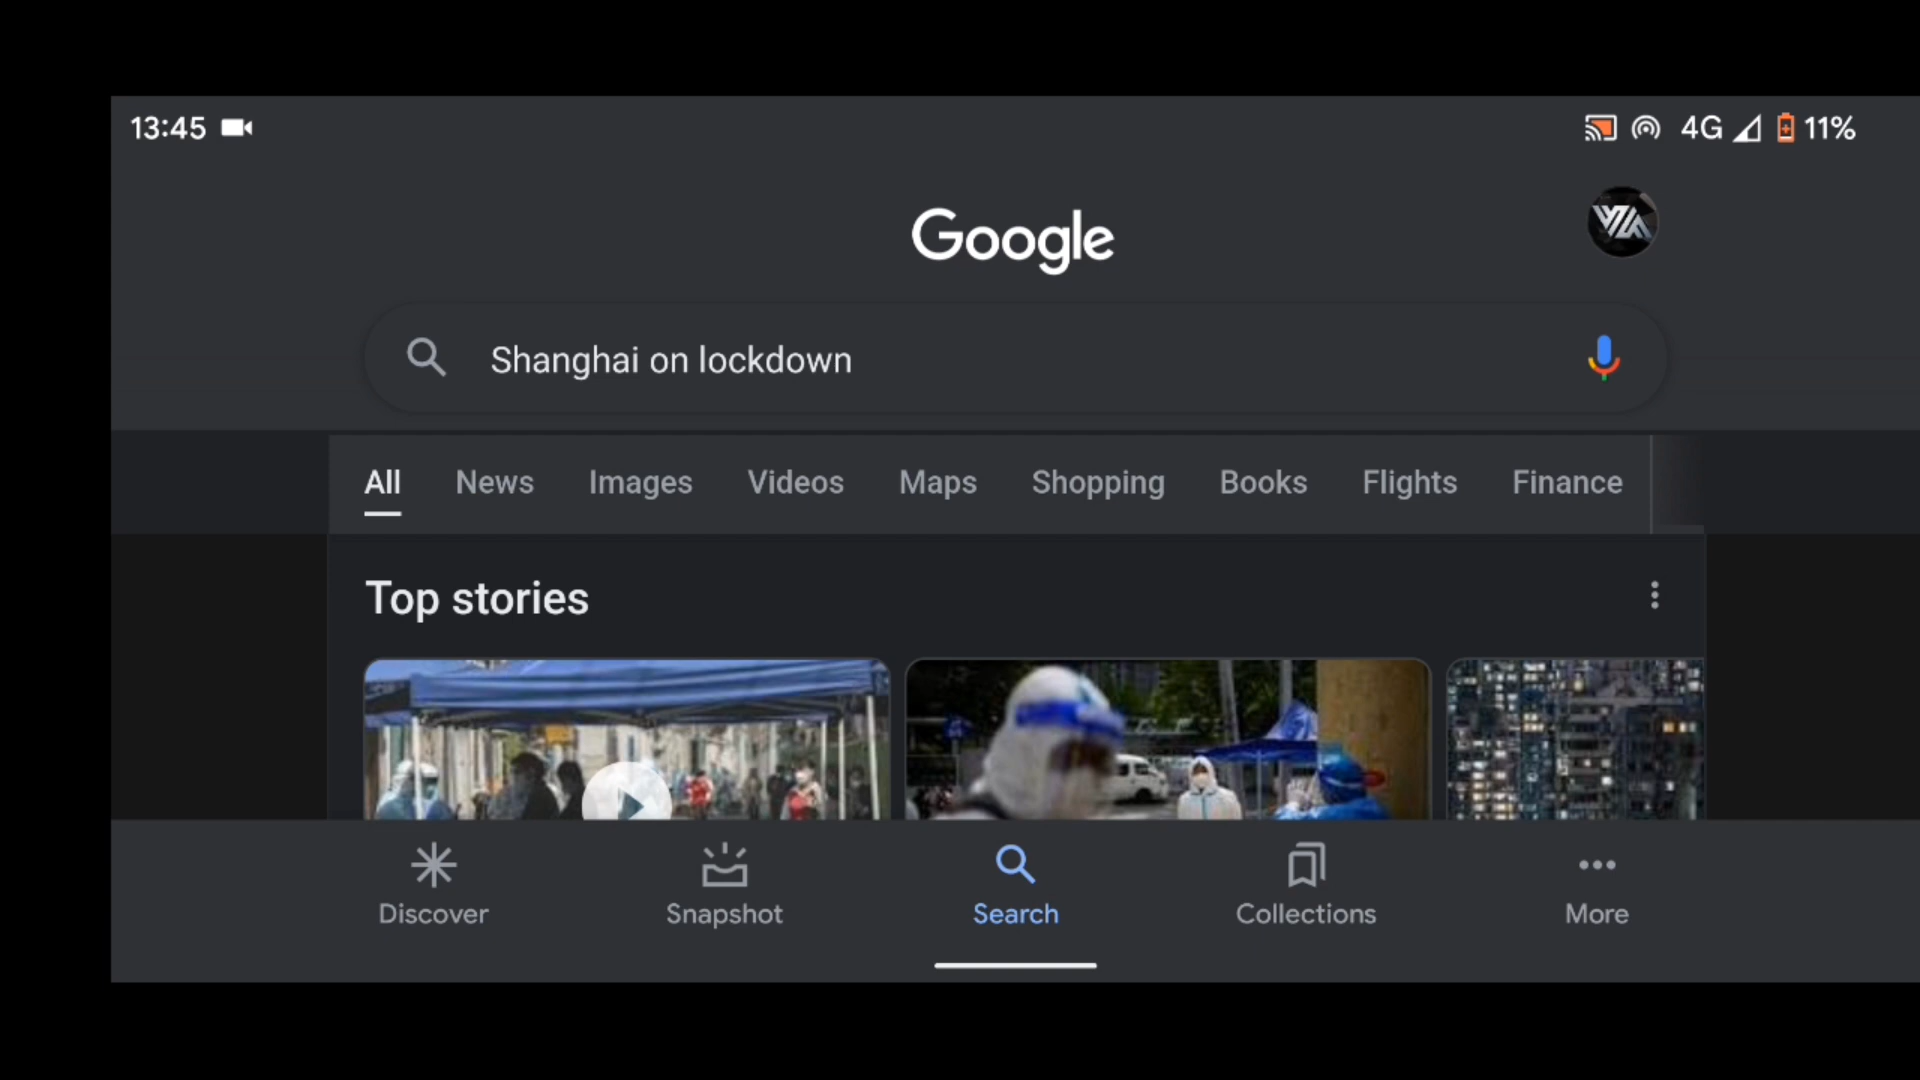 13:45 4G 11%
Google
Shanghai on lockdown
All News Images Videos Maps Shopping Books Flights Finance
Top stories
Discover Snapshot Search Collections More